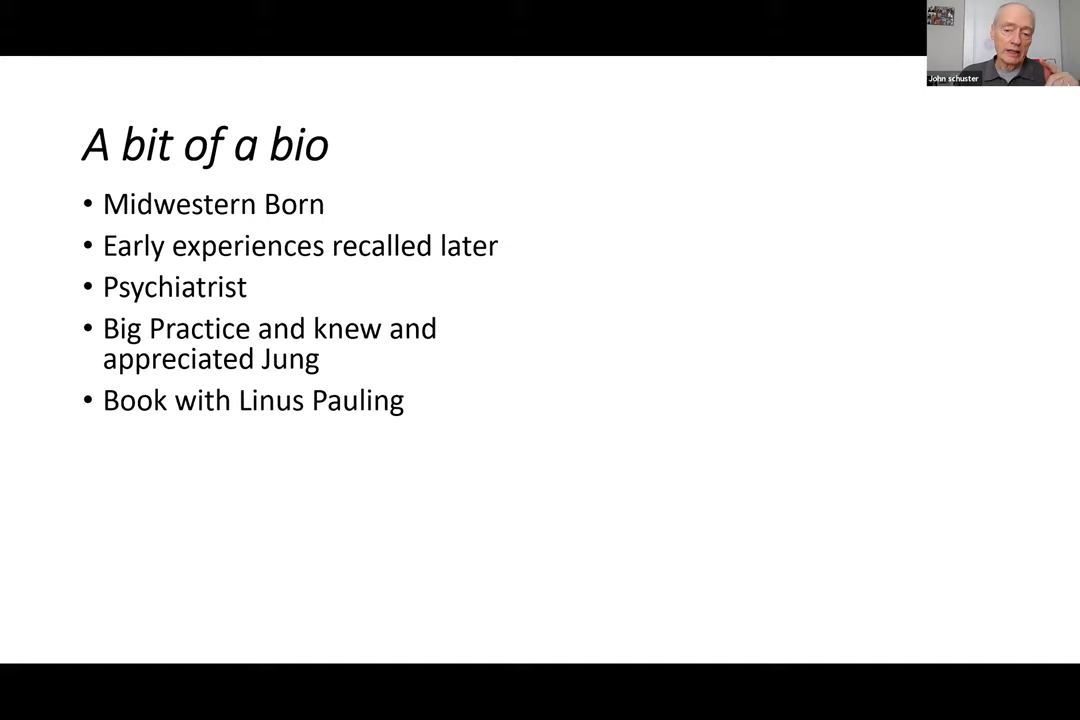 John schuster
A bit of a bio
• Midwestern Born
• Early experiences recalled later
• Psychiatrist
• Big Practice and knew and
appreciated Jung
• Book with Linus Pauling